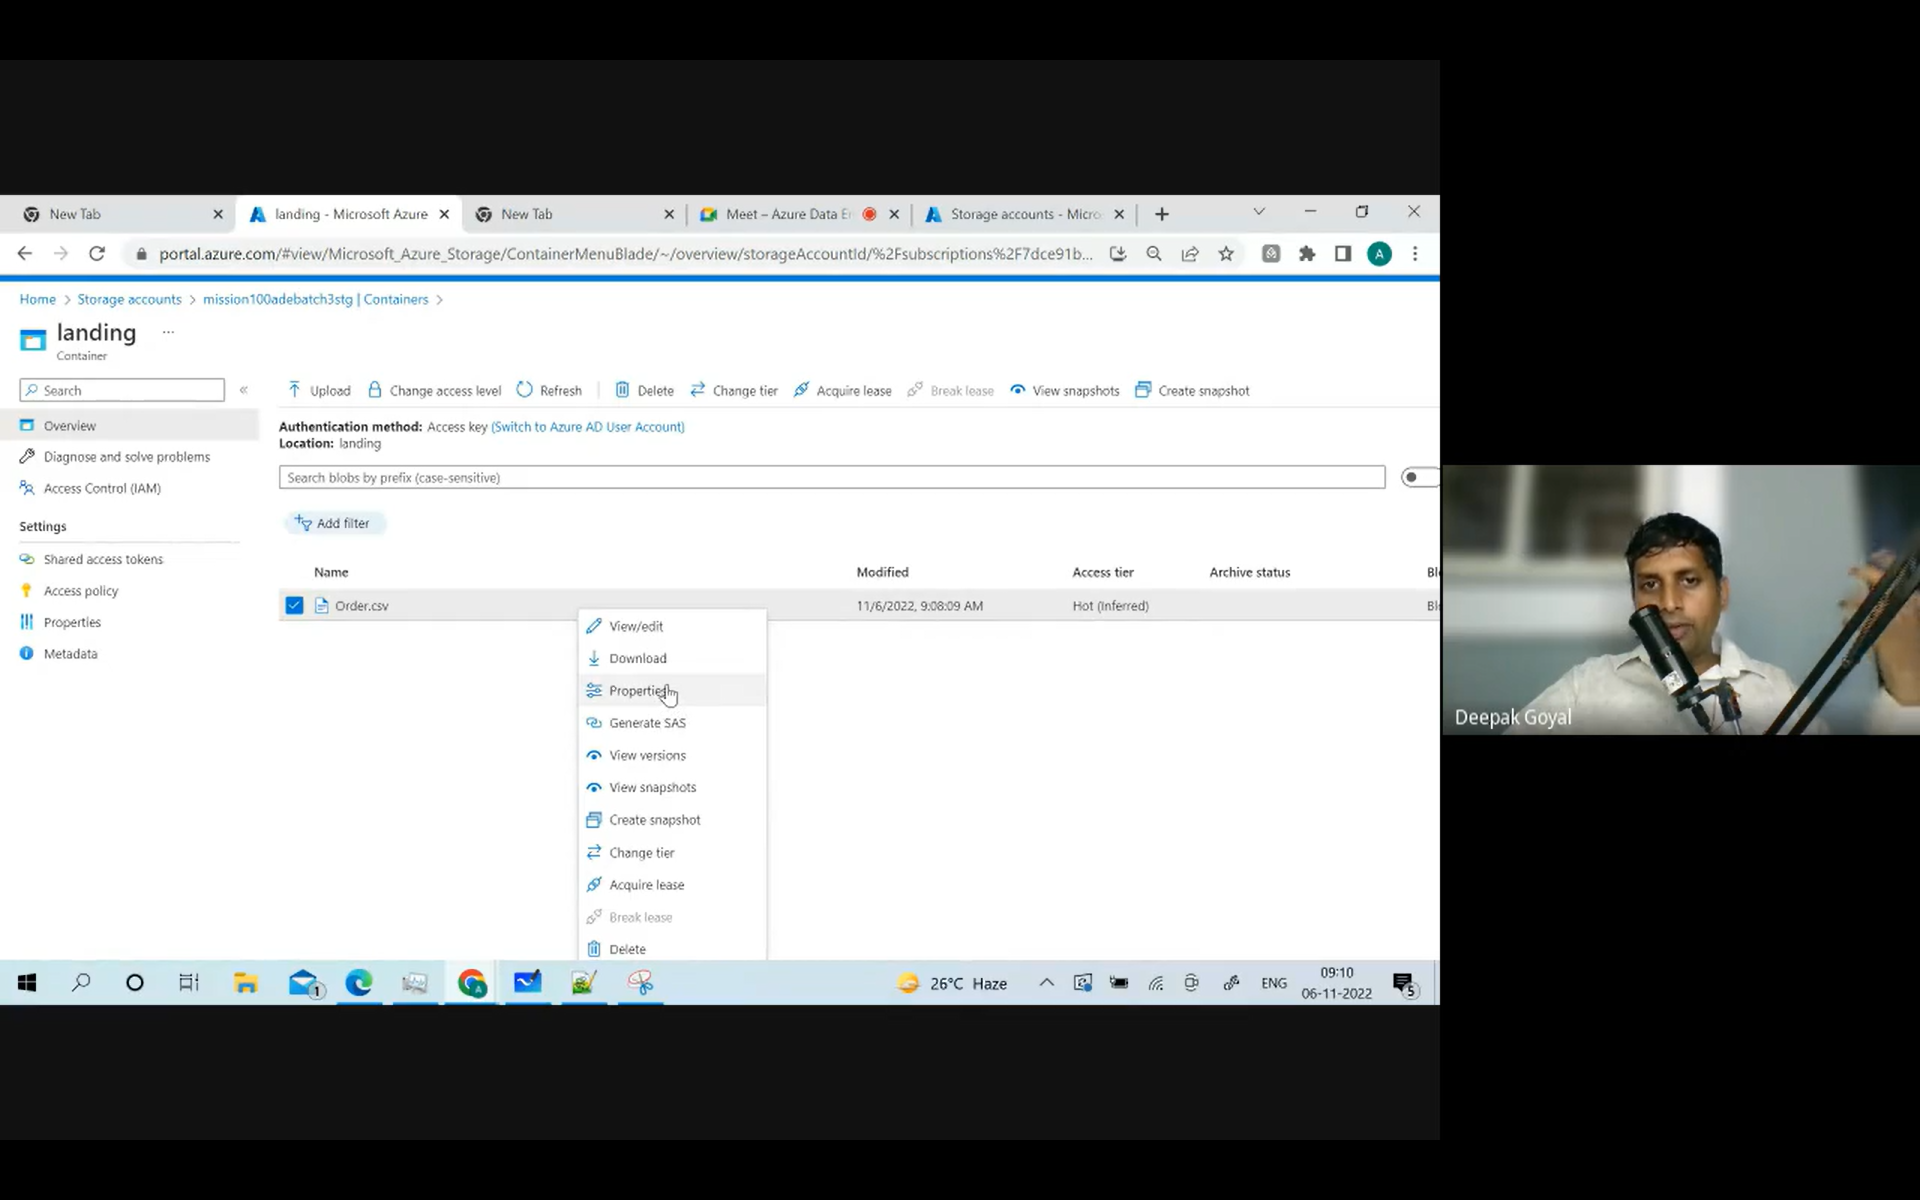 New Tab
landing - Microsoft Azure
New Tab
Meet – Azure Data E
Storage accounts - Micro
portal.azure.com/#view/Microsoft_Azure_Storage/ContainerMenuBlade/~/overview/storageAccountId/%2Fsubscriptions%2F7dce91b...
A
Home > Storage accounts > mission100adebatch3stg | Containers >
landing ...
Container
Search
«
Upload Change access level Refresh Delete Change tier Acquire lease Break lease View snapshots Create snapshot
Overview
Diagnose and solve problems
Access Control (IAM)
Settings
Shared access tokens
Access policy
Properties
Metadata
Authentication method: Access key (Switch to Azure AD User Account)
Location: landing
Search blobs by prefix (case-sensitive)
Add filter
Name Modified Access tier Archive status Bl
Order.csv 11/6/2022, 9:08:09 AM Hot (Inferred) Bl
View/edit
Download
Properties
Generate SAS
View versions
View snapshots
Create snapshot
Change tier
Acquire lease
Break lease
Delete
Deepak Goyal
1
A
26°C Haze
ENG
09:10
06-11-2022
5